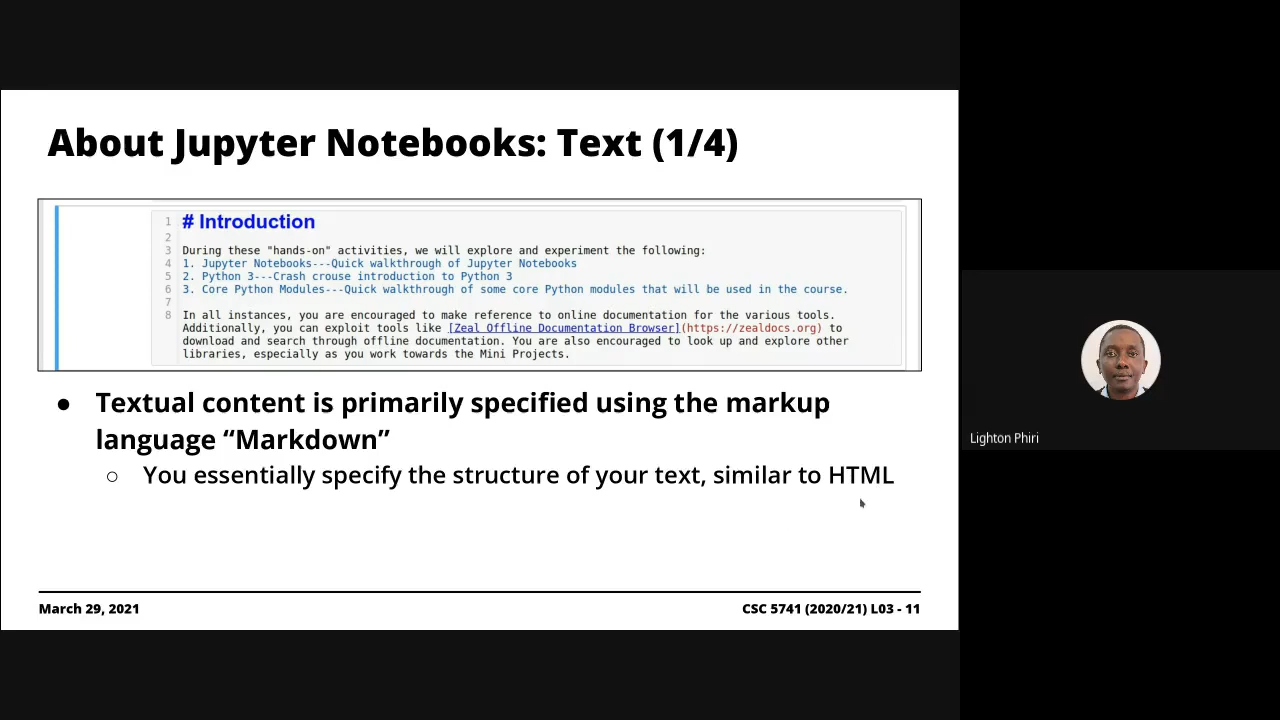 About Jupyter Notebooks: Text (1/4)
1 # Introduction
2
3 During these "hands-on" activities, we will explore and experiment the following:
4 1. Jupyter Notebooks---Quick walkthrough of Jupyter Notebooks
5 2. Python 3---Crash crouse introduction to Python 3
6 3. Core Python Modules---Quick walkthrough of some core Python modules that will be used in the course.
7
8 In all instances, you are encouraged to make reference to online documentation for the various tools.
Additionally, you can exploit tools like [Zeal Offline Documentation Browser](https://zealdocs.org) to
download and search through offline documentation. You are also encouraged to look up and explore other
libraries, especially as you work towards the Mini Projects.
● Textual content is primarily specified using the markup
language “Markdown”
○ You essentially specify the structure of your text, similar to HTML
March 29, 2021
CSC 5741 (2020/21) L03 - 11
Lighton Phiri